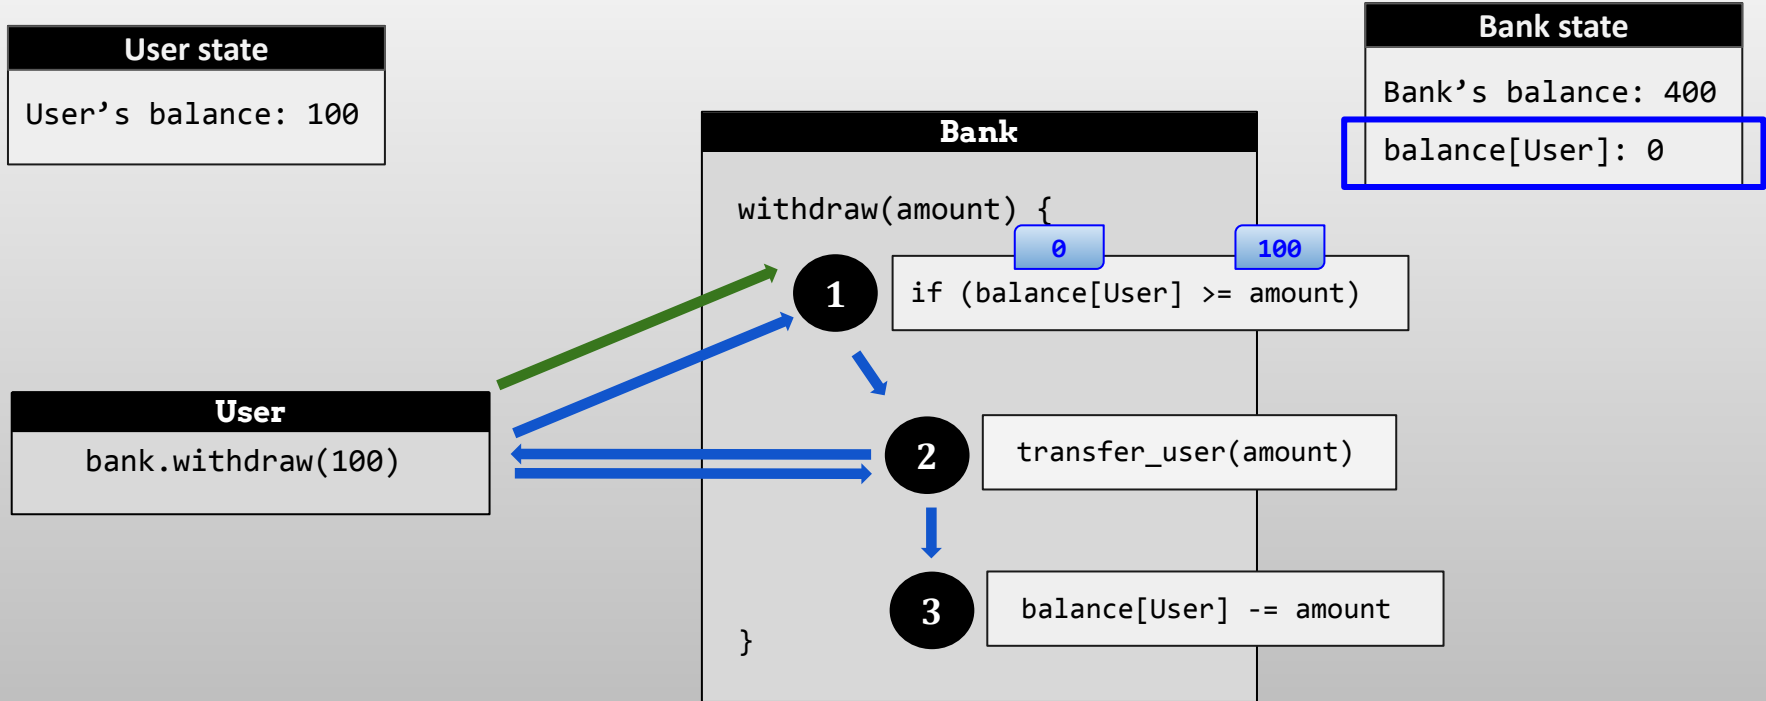 User state
User’s balance: 100
Bank state
Bank’s balance: 400
balance[User]: 0
Bank
withdraw(amount) {
0
100
1
if (balance[User] >= amount)
User
bank.withdraw(100)
2
transfer_user(amount)
3
balance[User] -= amount
}